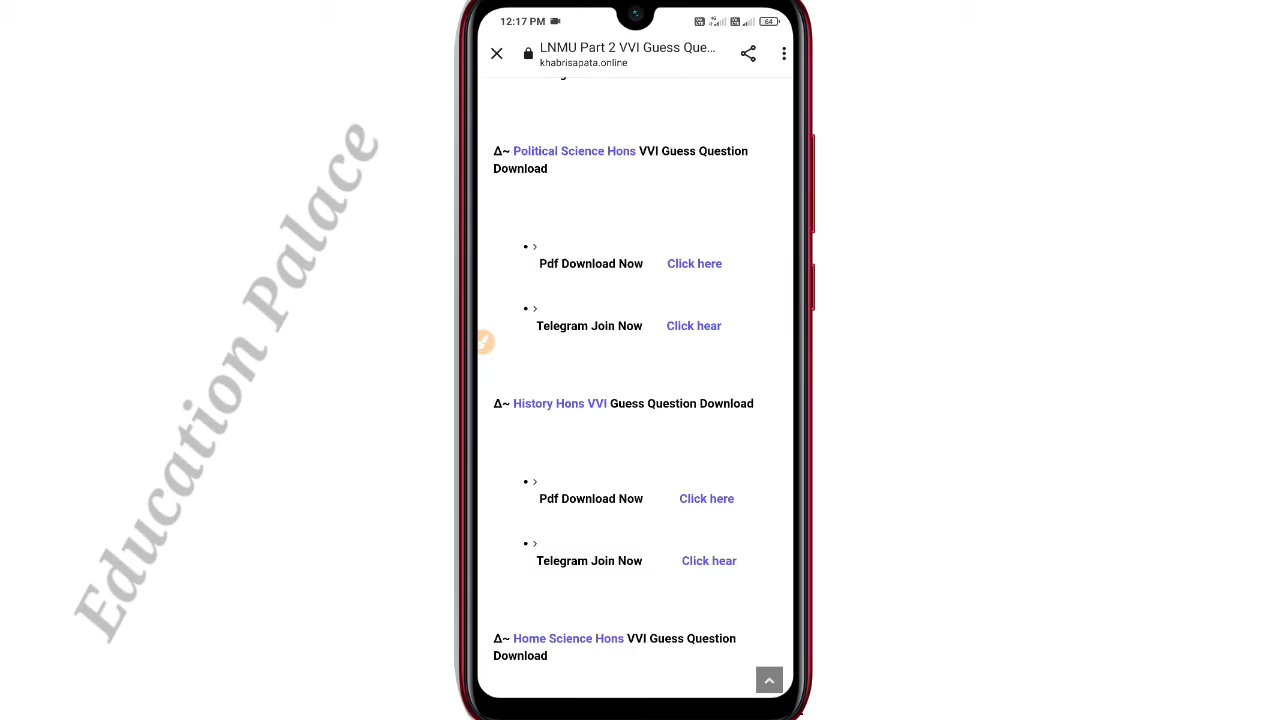 12:17 PM
64
LNMU Part 2 VVI Guess Que...
khabrisapata.online
Δ~ Political Science Hons VVI Guess Question
Download
Pdf Download Now Click here
Telegram Join Now Click hear
Δ~ History Hons VVI Guess Question Download
Pdf Download Now Click here
Telegram Join Now Click hear
Δ~ Home Science Hons VVI Guess Question
Download
Education Palace